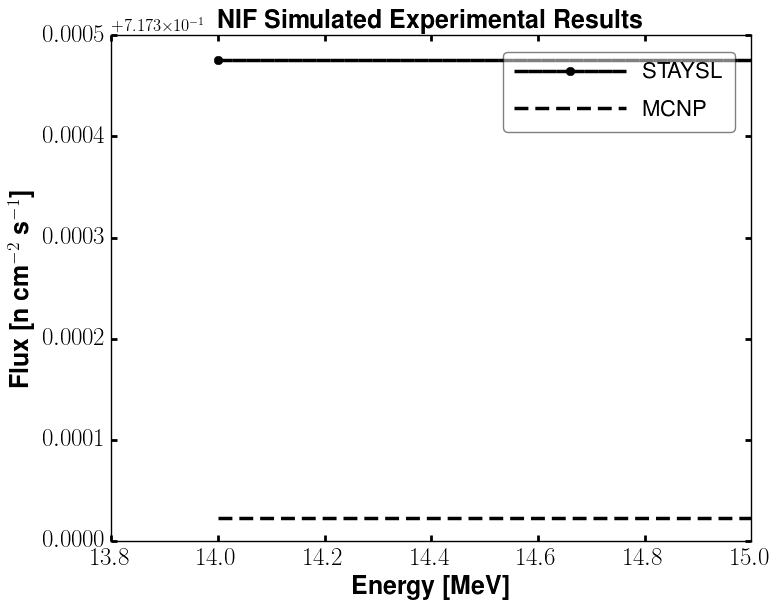 NIF Simulated Experimental Results
+7.173×10⁻¹
0.0005
0.0004
0.0003
0.0002
0.0001
0.0000
Flux [n cm⁻² s⁻¹]
STAYSL
MCNP
13.8 14.0 14.2 14.4 14.6 14.8 15.0
Energy [MeV]